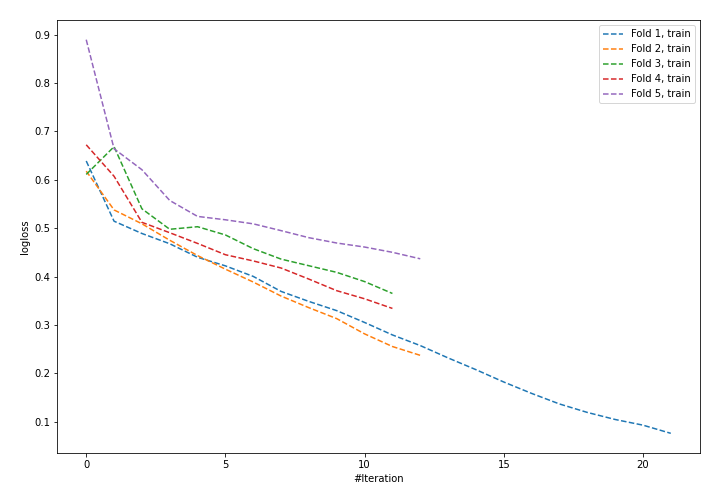 0.9
0.8
0.7
0.6
0.5
0.4
0.3
0.2
0.1
logloss
0 5 10 15 20
#Iteration
Fold 1, train
Fold 2, train
Fold 3, train
Fold 4, train
Fold 5, train